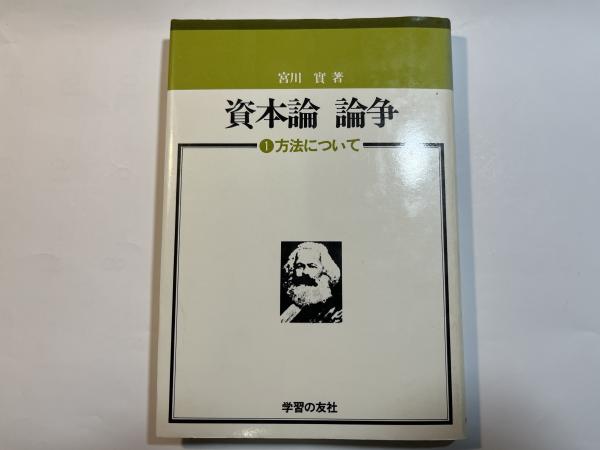 宮川 實 著
資本論 論争
❶方法について
学習の友社